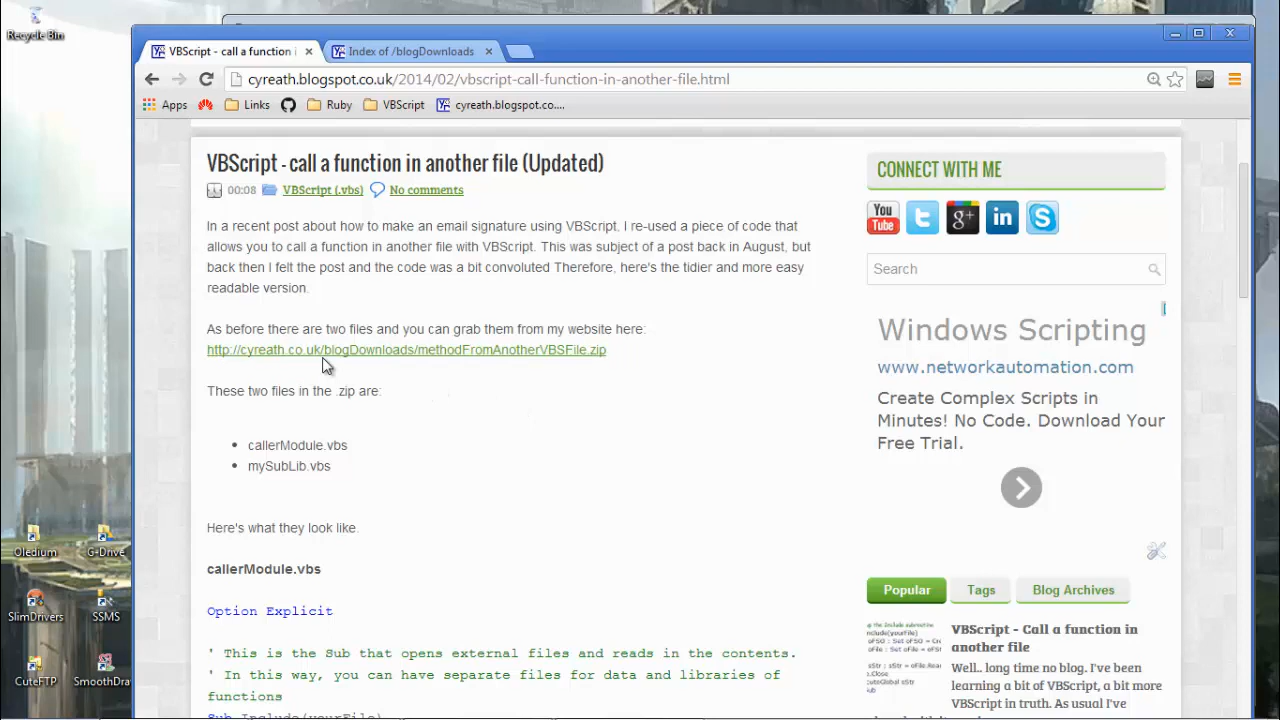 Recycle Bin
VBScript - call a function i
Index of /blogDownloads
cyreath.blogspot.co.uk/2014/02/vbscript-call-function-in-another-file.html
Apps
Links
Ruby
VBScript
cyreath.blogspot.co....
VBScript - call a function in another file (Updated)
00:08
VBScript (.vbs)
No comments
In a recent post about how to make an email signature using VBScript, I re-used a piece of code that
allows you to call a function in another file with VBScript. This was subject of a post back in August, but
back then I felt the post and the code was a bit convoluted Therefore, here's the tidier and more easy
readable version.
As before there are two files and you can grab them from my website here:
http://cyreath.co.uk/blogDownloads/methodFromAnotherVBSFile.zip
These two files in the .zip are:
callerModule.vbs
mySubLib.vbs
Here's what they look like.
callerModule.vbs
Option Explicit
' This is the Sub that opens external files and reads in the contents.
' In this way, you can have separate files for data and libraries of
functions
Sub Include(yourFile)
CONNECT WITH ME
You
Tube
g+
in
Search
Windows Scripting
www.networkautomation.com
Create Complex Scripts in
Minutes! No Code. Download Your
Free Trial.
Popular
Tags
Blog Archives
VBScript - Call a function in
another file
Well.. long time no blog. I've been
learning a bit of VBScript, a bit more
VBScript in truth. As usual I've
Oledium
G-Drive
SlimDrivers
SSMS
CuteFTP
SmoothDra